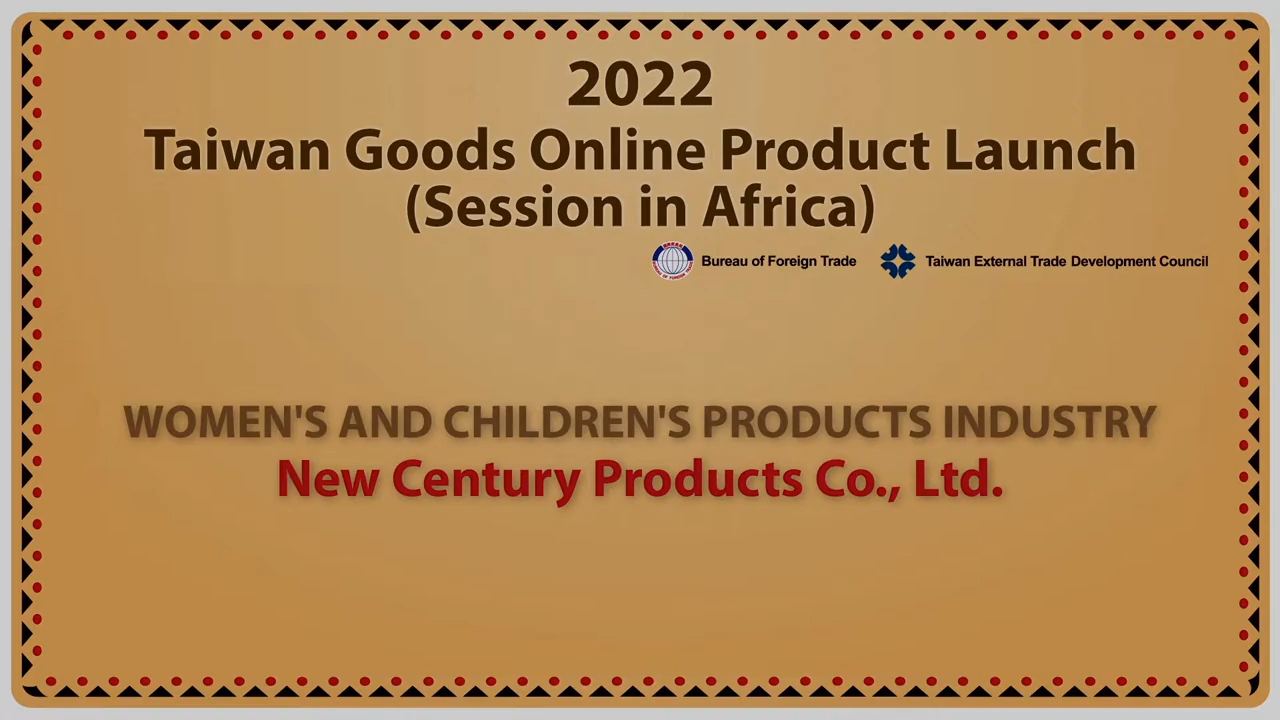 2022
Taiwan Goods Online Product Launch
(Session in Africa)
Bureau of Foreign Trade
Taiwan External Trade Development Council
WOMEN'S AND CHILDREN'S PRODUCTS INDUSTRY
New Century Products Co., Ltd.